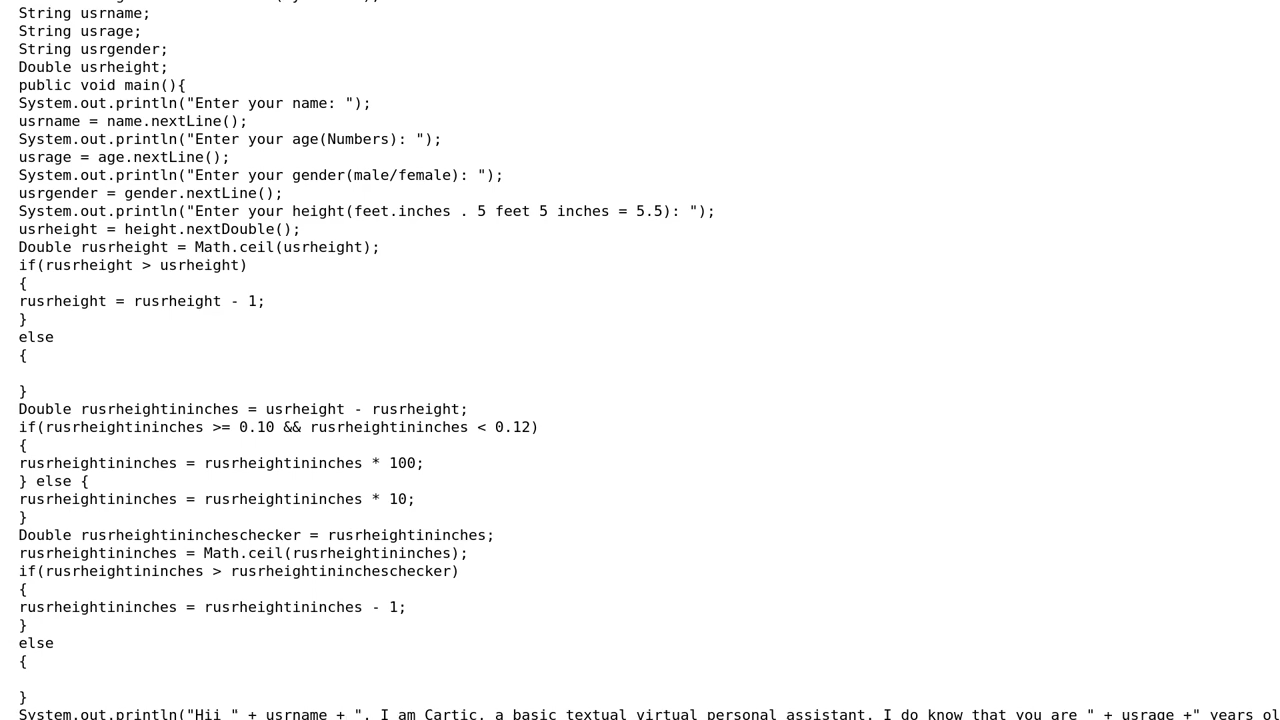 String usrname;
String usrage;
String usrgender;
Double usrheight;
public void main(){
System.out.println("Enter your name: ");
usrname = name.nextLine();
System.out.println("Enter your age(Numbers): ");
usrage = age.nextLine();
System.out.println("Enter your gender(male/female): ");
usrgender = gender.nextLine();
System.out.println("Enter your height(feet.inches . 5 feet 5 inches = 5.5): ");
usrheight = height.nextDouble();
Double rusrheight = Math.ceil(usrheight);
if(rusrheight > usrheight)
{
rusrheight = rusrheight - 1;
}
else
{
}
Double rusrheightininches = usrheight - rusrheight;
if(rusrheightininches >= 0.10 && rusrheightininches < 0.12)
{
rusrheightininches = rusrheightininches * 100;
} else {
rusrheightininches = rusrheightininches * 10;
}
Double rusrheightinincheschecker = rusrheightininches;
rusrheightininches = Math.ceil(rusrheightininches);
if(rusrheightininches > rusrheightinincheschecker)
{
rusrheightininches = rusrheightininches - 1;
}
else
{
}
System.out.println("Hii " + usrname + ". I am Cartic, a basic textual virtual personal assistant. I do know that you are " + usrage +" years ol